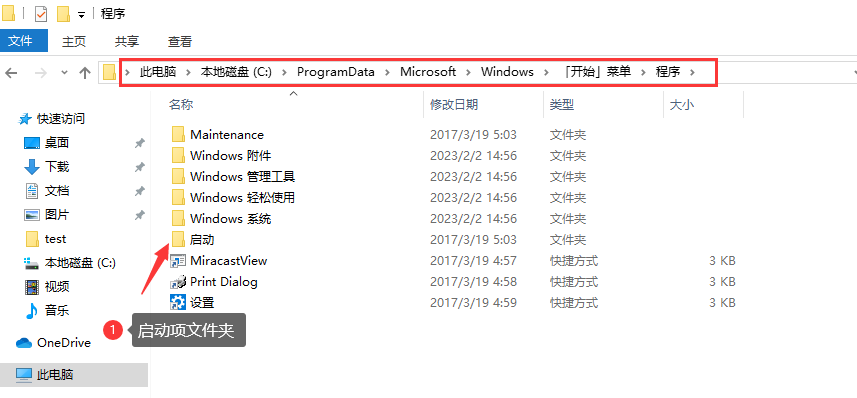 程序
文件 主页 共享 查看
此电脑 本地磁盘 (C:) ProgramData Microsoft Windows 「开始」菜单 程序
名称 修改日期 类型 大小
快速访问
桌面
下载
文档
图片
test
本地磁盘 (C:)
视频
音乐
OneDrive
此电脑
Maintenance 2017/3/19 5:03 文件夹
Windows 附件 2023/2/2 14:56 文件夹
Windows 管理工具 2023/2/2 14:56 文件夹
Windows 轻松使用 2023/2/2 14:56 文件夹
Windows 系统 2023/2/2 14:56 文件夹
启动 2017/3/19 5:03 文件夹
MiracastView 2017/3/19 4:57 快捷方式 3 KB
Print Dialog 2017/3/19 4:58 快捷方式 3 KB
设置 2017/3/19 4:59 快捷方式 3 KB
1 启动项文件夹